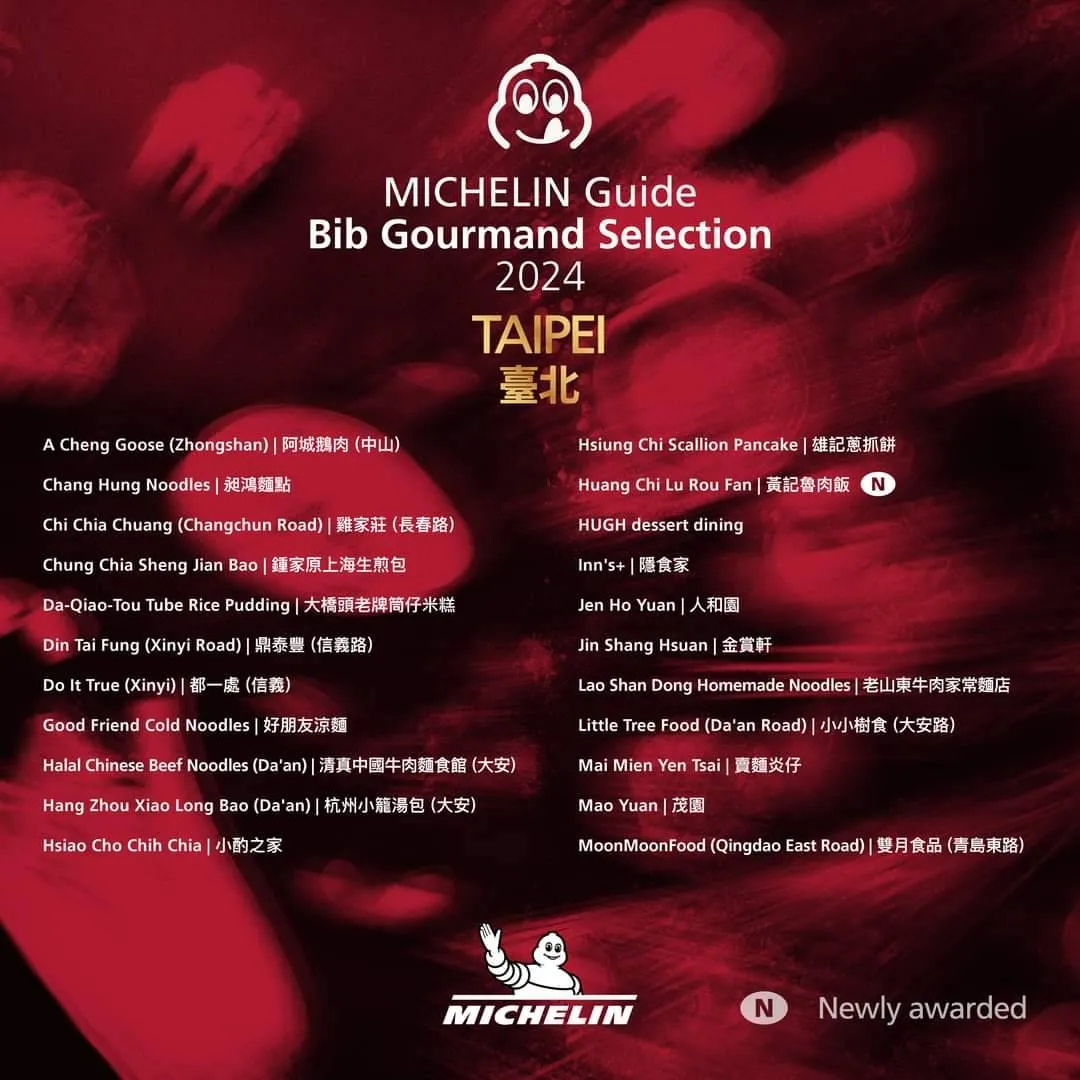 MICHELIN Guide
Bib Gourmand Selection
2024
TAIPEI
臺北
A Cheng Goose (Zhongshan) | 阿城鵝肉 (中山)
Chang Hung Noodles | 昶鴻麵點
Chi Chia Chuang (Changchun Road) | 雞家莊 (長春路)
Chung Chia Sheng Jian Bao | 鍾家原上海生煎包
Da-Qiao-Tou Tube Rice Pudding | 大橋頭老牌筒仔米糕
Din Tai Fung (Xinyi Road) | 鼎泰豐 (信義路)
Do It True (Xinyi) | 都一處 (信義)
Good Friend Cold Noodles | 好朋友涼麵
Halal Chinese Beef Noodles (Da'an) | 清真中國牛肉麵食館 (大安)
Hang Zhou Xiao Long Bao (Da'an) | 杭州小籠湯包 (大安)
Hsiao Cho Chih Chia | 小酌之家
Hsiung Chi Scallion Pancake | 雄記蔥抓餅
Huang Chi Lu Rou Fan | 黃記魯肉飯 N
HUGH dessert dining
Inn's+ | 隱食家
Jen Ho Yuan | 人和園
Jin Shang Hsuan | 金賞軒
Lao Shan Dong Homemade Noodles | 老山東牛肉家常麵店
Little Tree Food (Da'an Road) | 小小樹食 (大安路)
Mai Mien Yen Tsai | 賣麵炎仔
Mao Yuan | 茂園
MoonMoonFood (Qingdao East Road) | 雙月食品 (青島東路)
MICHELIN
N Newly awarded